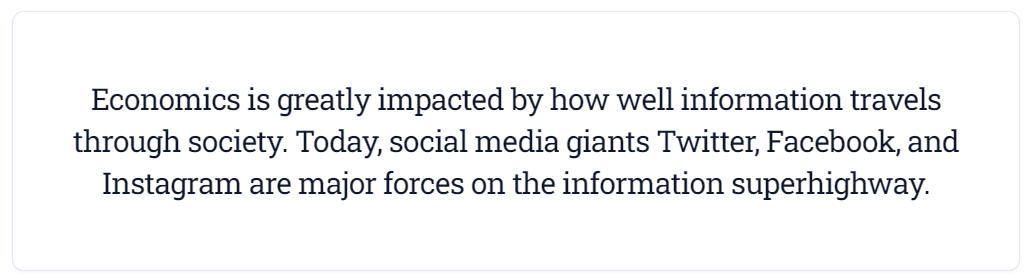 Economics is greatly impacted by how well information travels
through society. Today, social media giants Twitter, Facebook, and
Instagram are major forces on the information superhighway.